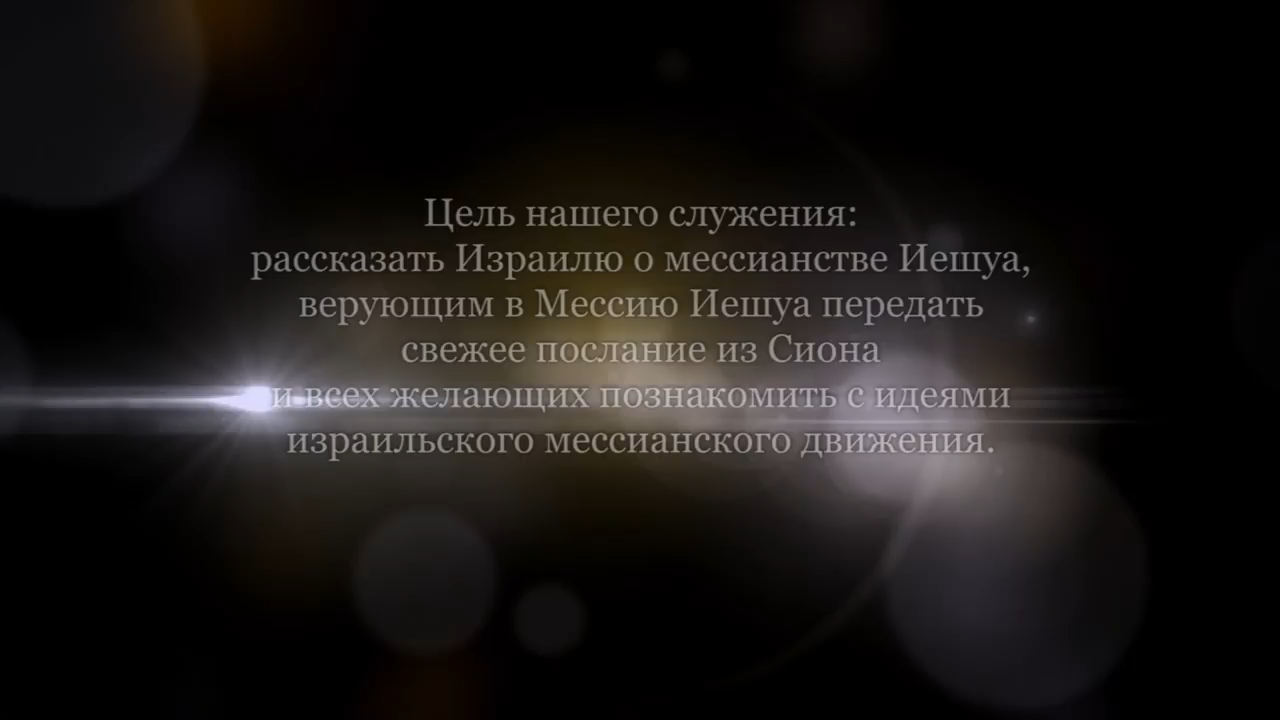 Цель нашего служения:
рассказать Израилю о мессианстве Иешуа,
верующим в Мессию Иешуа передать
свежее послание из Сиона
и всех желающих познакомить с идеями
израильского мессианского движения.